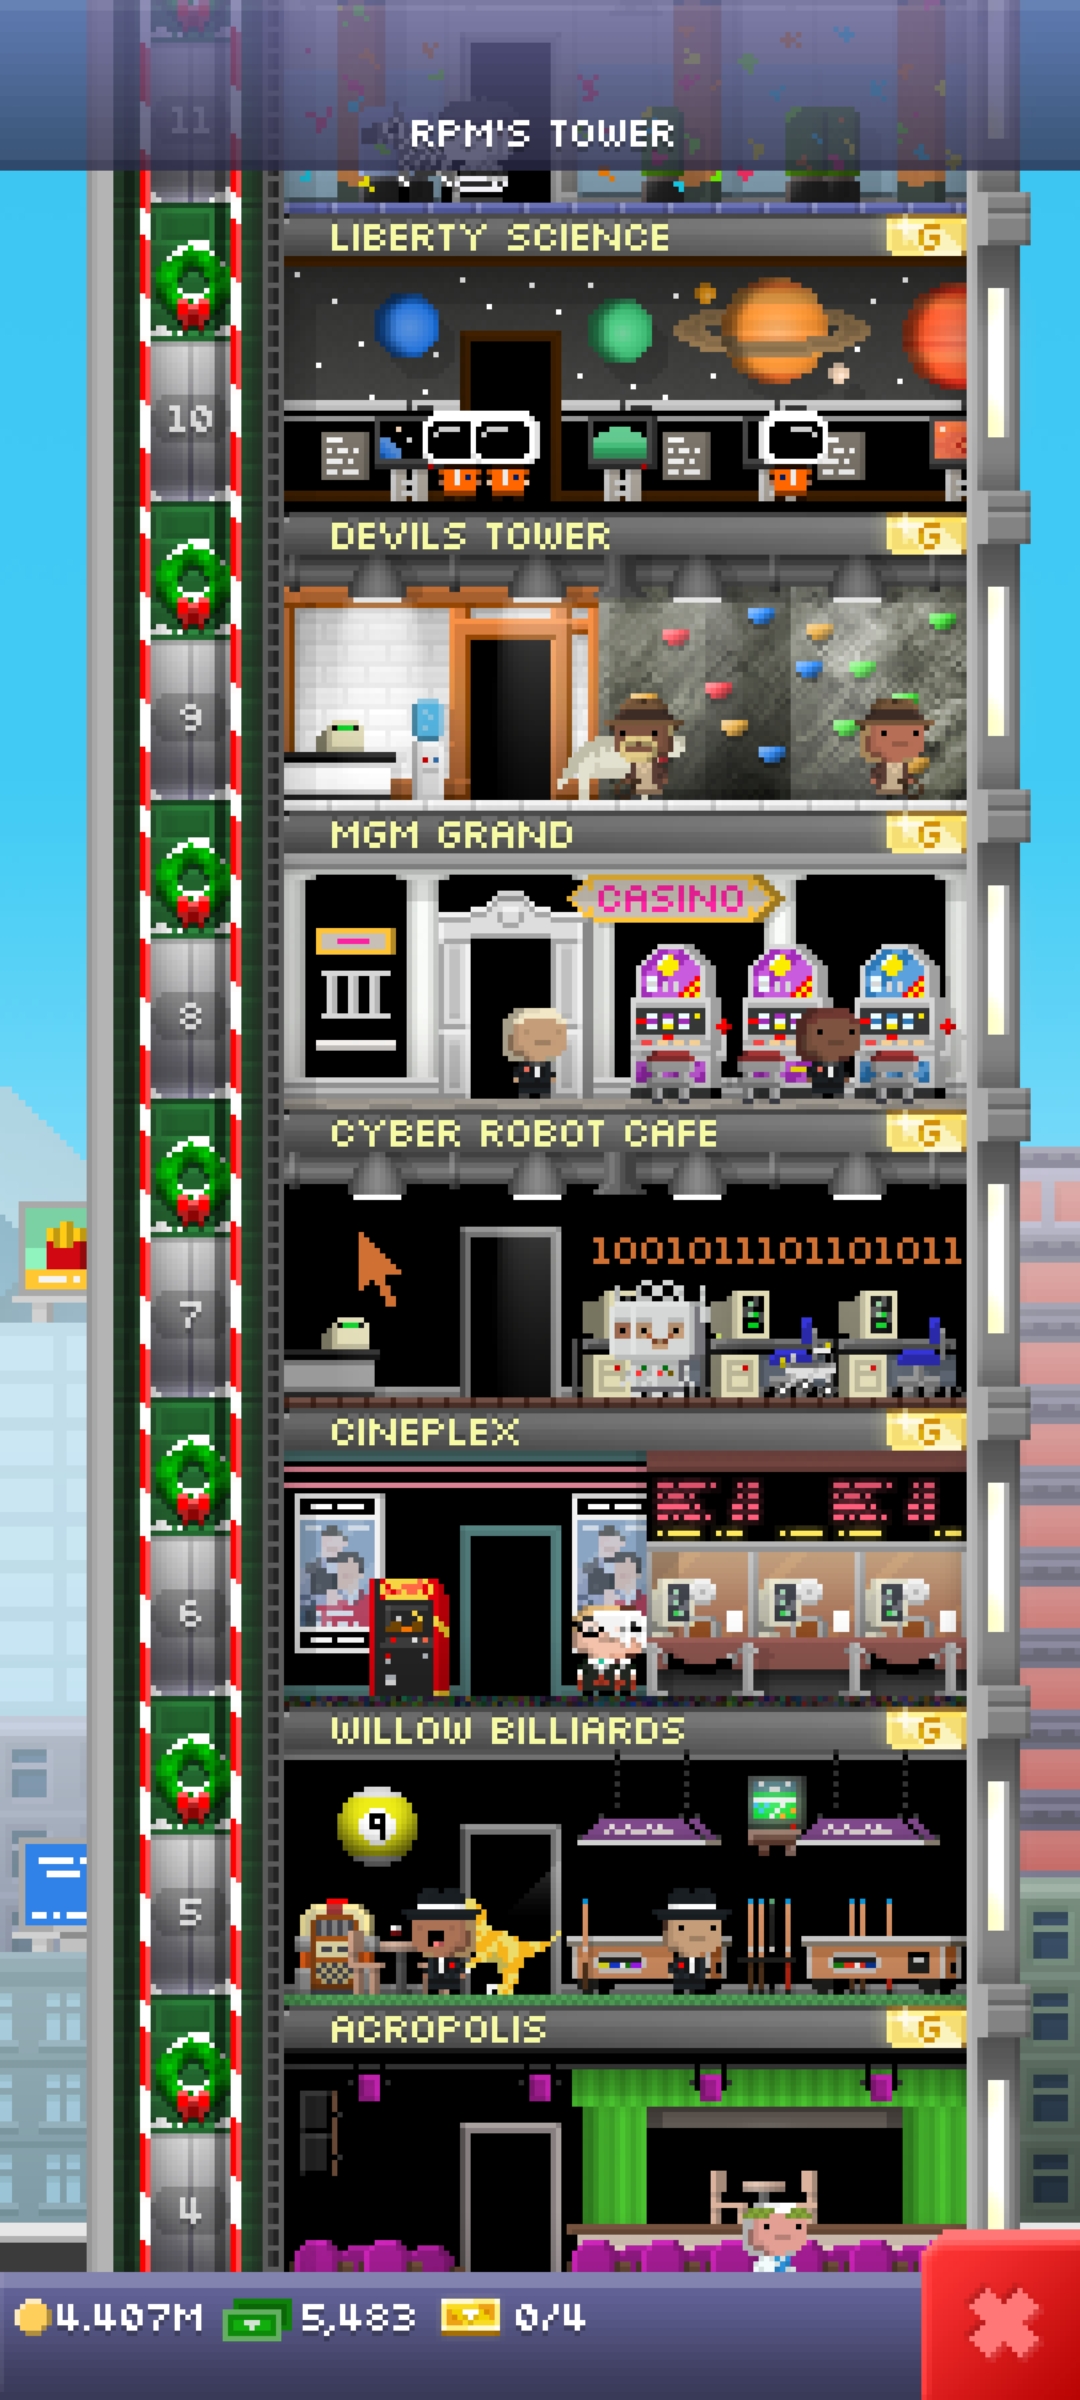 11
RPM'S TOWER
LIBERTY SCIENCE G
10
DEVILS TOWER G
9
MGM GRAND G
CASINO
8
CYBER ROBOT CAFE G
1001011101101011
7
CINEPLEX G
6
WILLOW BILLIARDS G
9
5
ACROPOLIS G
4
4.407M 5,483 0/4